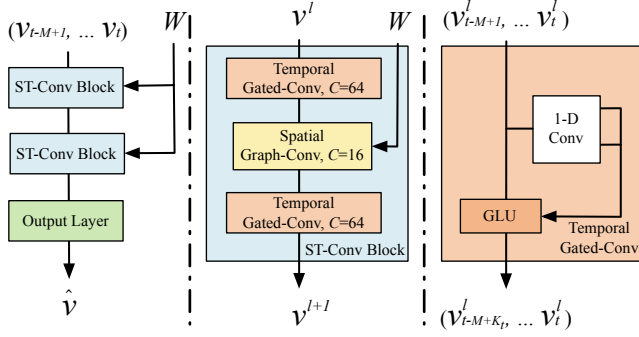 (v_{t-M+1}, ... v_t)
W
ST-Conv Block
ST-Conv Block
Output Layer
v̂
v^l
W
Temporal
Gated-Conv, C=64
Spatial
Graph-Conv, C=16
Temporal
Gated-Conv, C=64
ST-Conv Block
v^{l+1}
(v^l_{t-M+1}, ... v^l_t)
1-D
Conv
GLU
Temporal
Gated-Conv
(v^l_{t-M+K_t}, ... v^l_t)